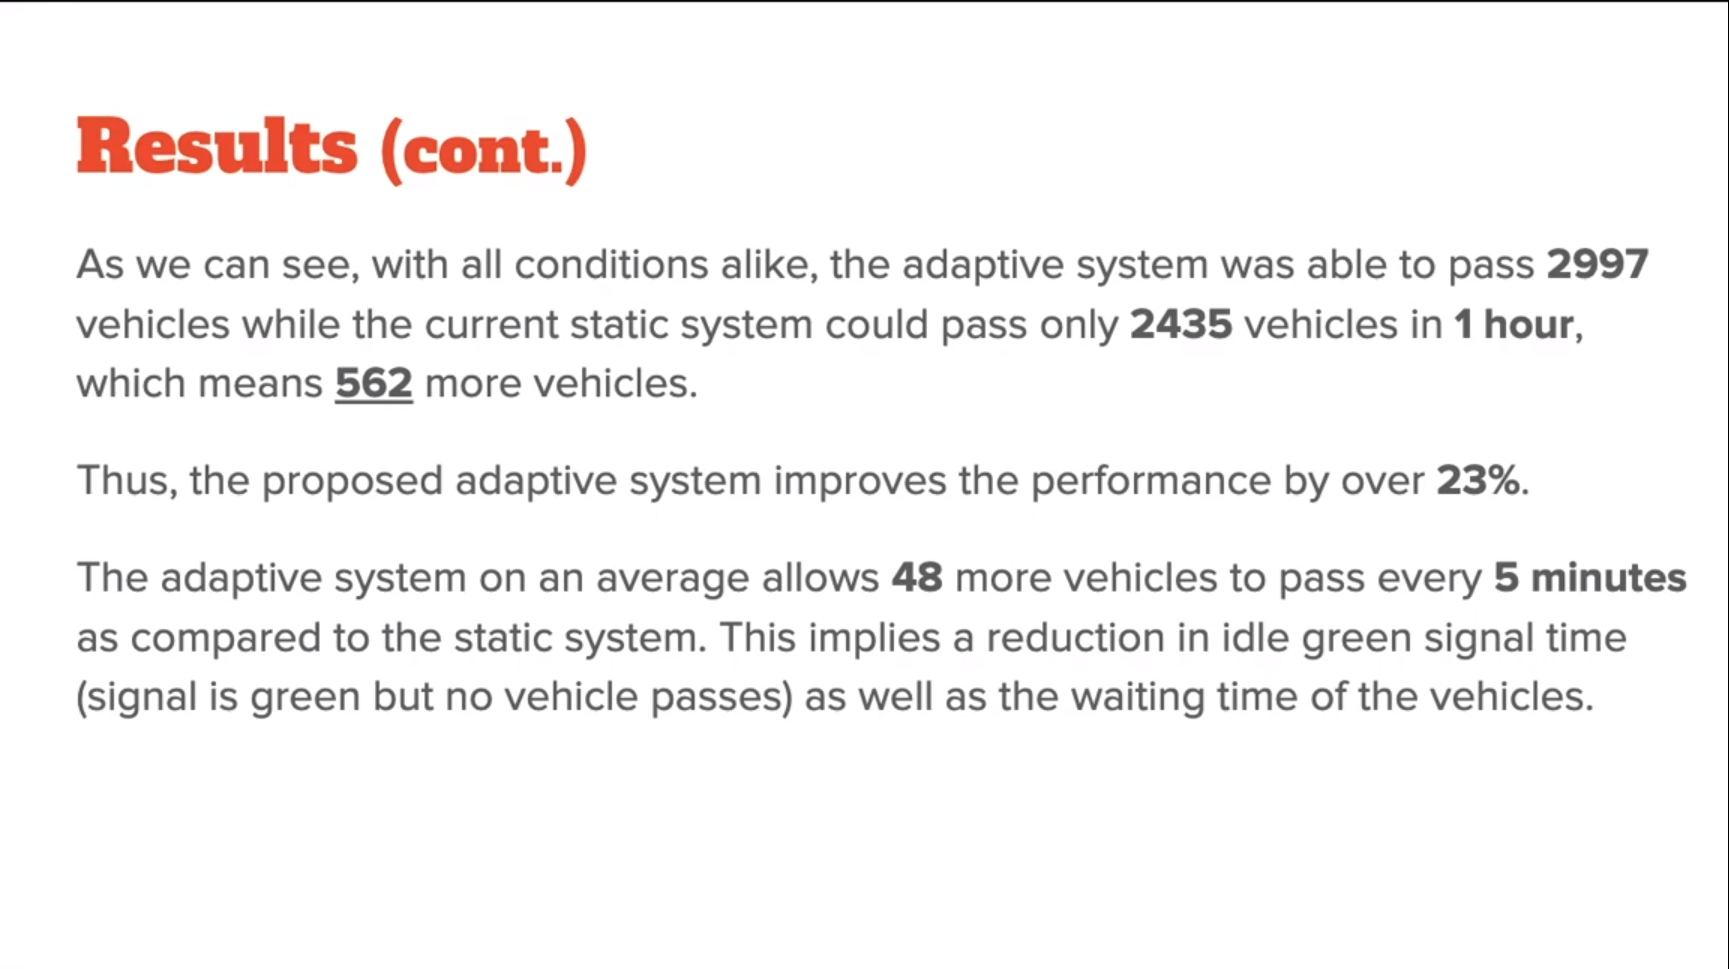 Results (cont.)
As we can see, with all conditions alike, the adaptive system was able to pass 2997
vehicles while the current static system could pass only 2435 vehicles in 1 hour,
which means 562 more vehicles.
Thus, the proposed adaptive system improves the performance by over 23%.
The adaptive system on an average allows 48 more vehicles to pass every 5 minutes
as compared to the static system. This implies a reduction in idle green signal time
(signal is green but no vehicle passes) as well as the waiting time of the vehicles.